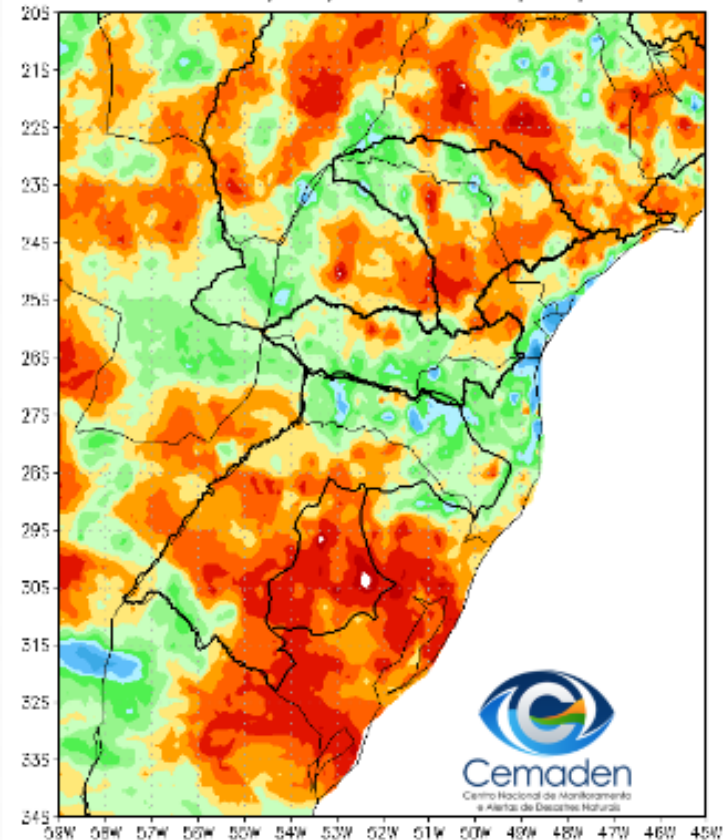 20S
21S
22S
23S
24S
25S
26S
27S
28S
29S
30S
31S
32S
33S
34S
Cemaden
Centro Nacional de Monitoramento
e Alertas de Desastres Naturais
58W 57W 56W 55W 54W 53W 52W 51W 50W 49W 48W 47W 46W 45W